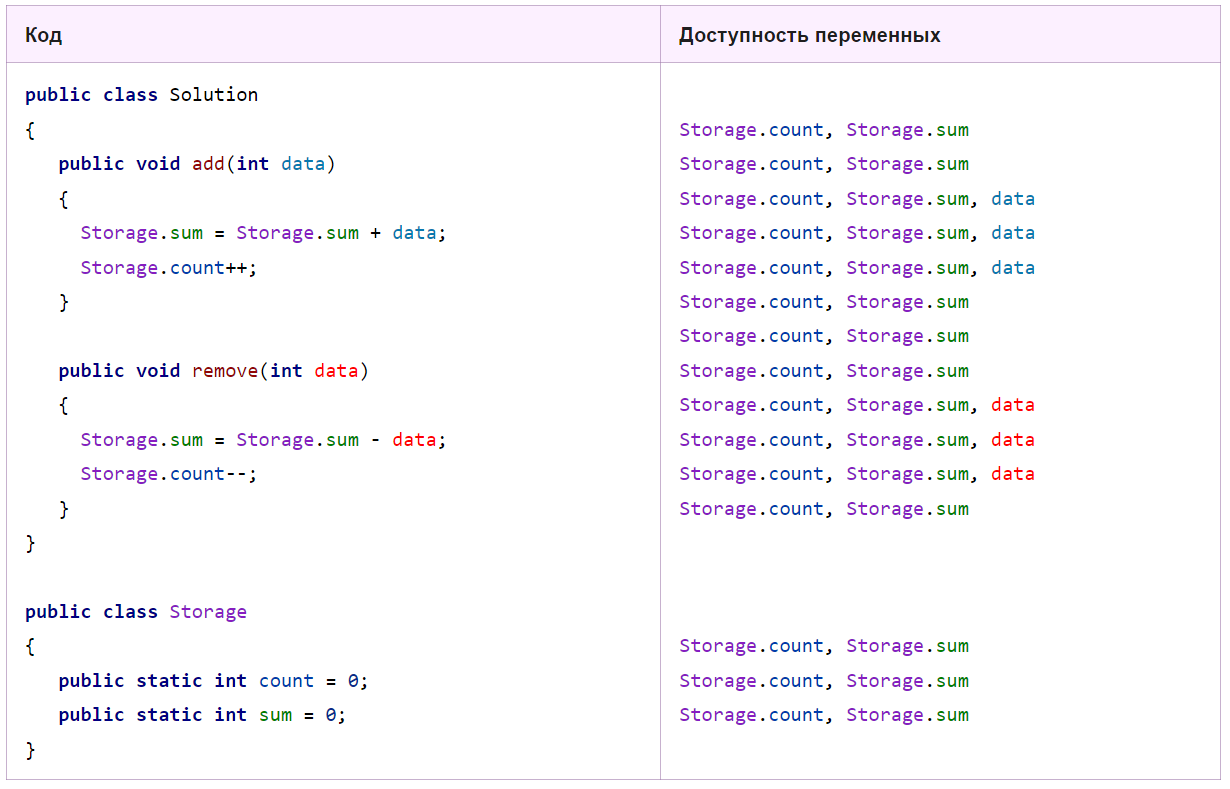 Код	Доступность переменных
public class Solution
{	Storage.count, Storage.sum
   public void add(int data)	Storage.count, Storage.sum
   {	Storage.count, Storage.sum, data
     Storage.sum = Storage.sum + data;	Storage.count, Storage.sum, data
     Storage.count++;	Storage.count, Storage.sum, data
   }	Storage.count, Storage.sum
	Storage.count, Storage.sum
   public void remove(int data)	Storage.count, Storage.sum
   {	Storage.count, Storage.sum, data
     Storage.sum = Storage.sum - data;	Storage.count, Storage.sum, data
     Storage.count--;	Storage.count, Storage.sum, data
   }	Storage.count, Storage.sum
}
public class Storage
{	Storage.count, Storage.sum
   public static int count = 0;	Storage.count, Storage.sum
   public static int sum = 0;	Storage.count, Storage.sum
}